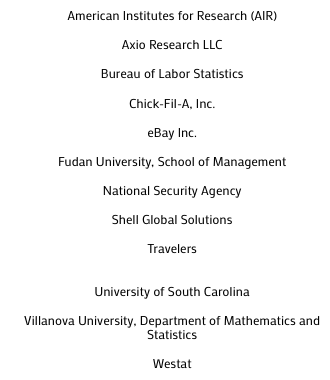 American Institutes for Research (AIR)
Axio Research LLC
Bureau of Labor Statistics
Chick-Fil-A, Inc.
eBay Inc.
Fudan University, School of Management
National Security Agency
Shell Global Solutions
Travelers
University of South Carolina
Villanova University, Department of Mathematics and
Statistics
Westat